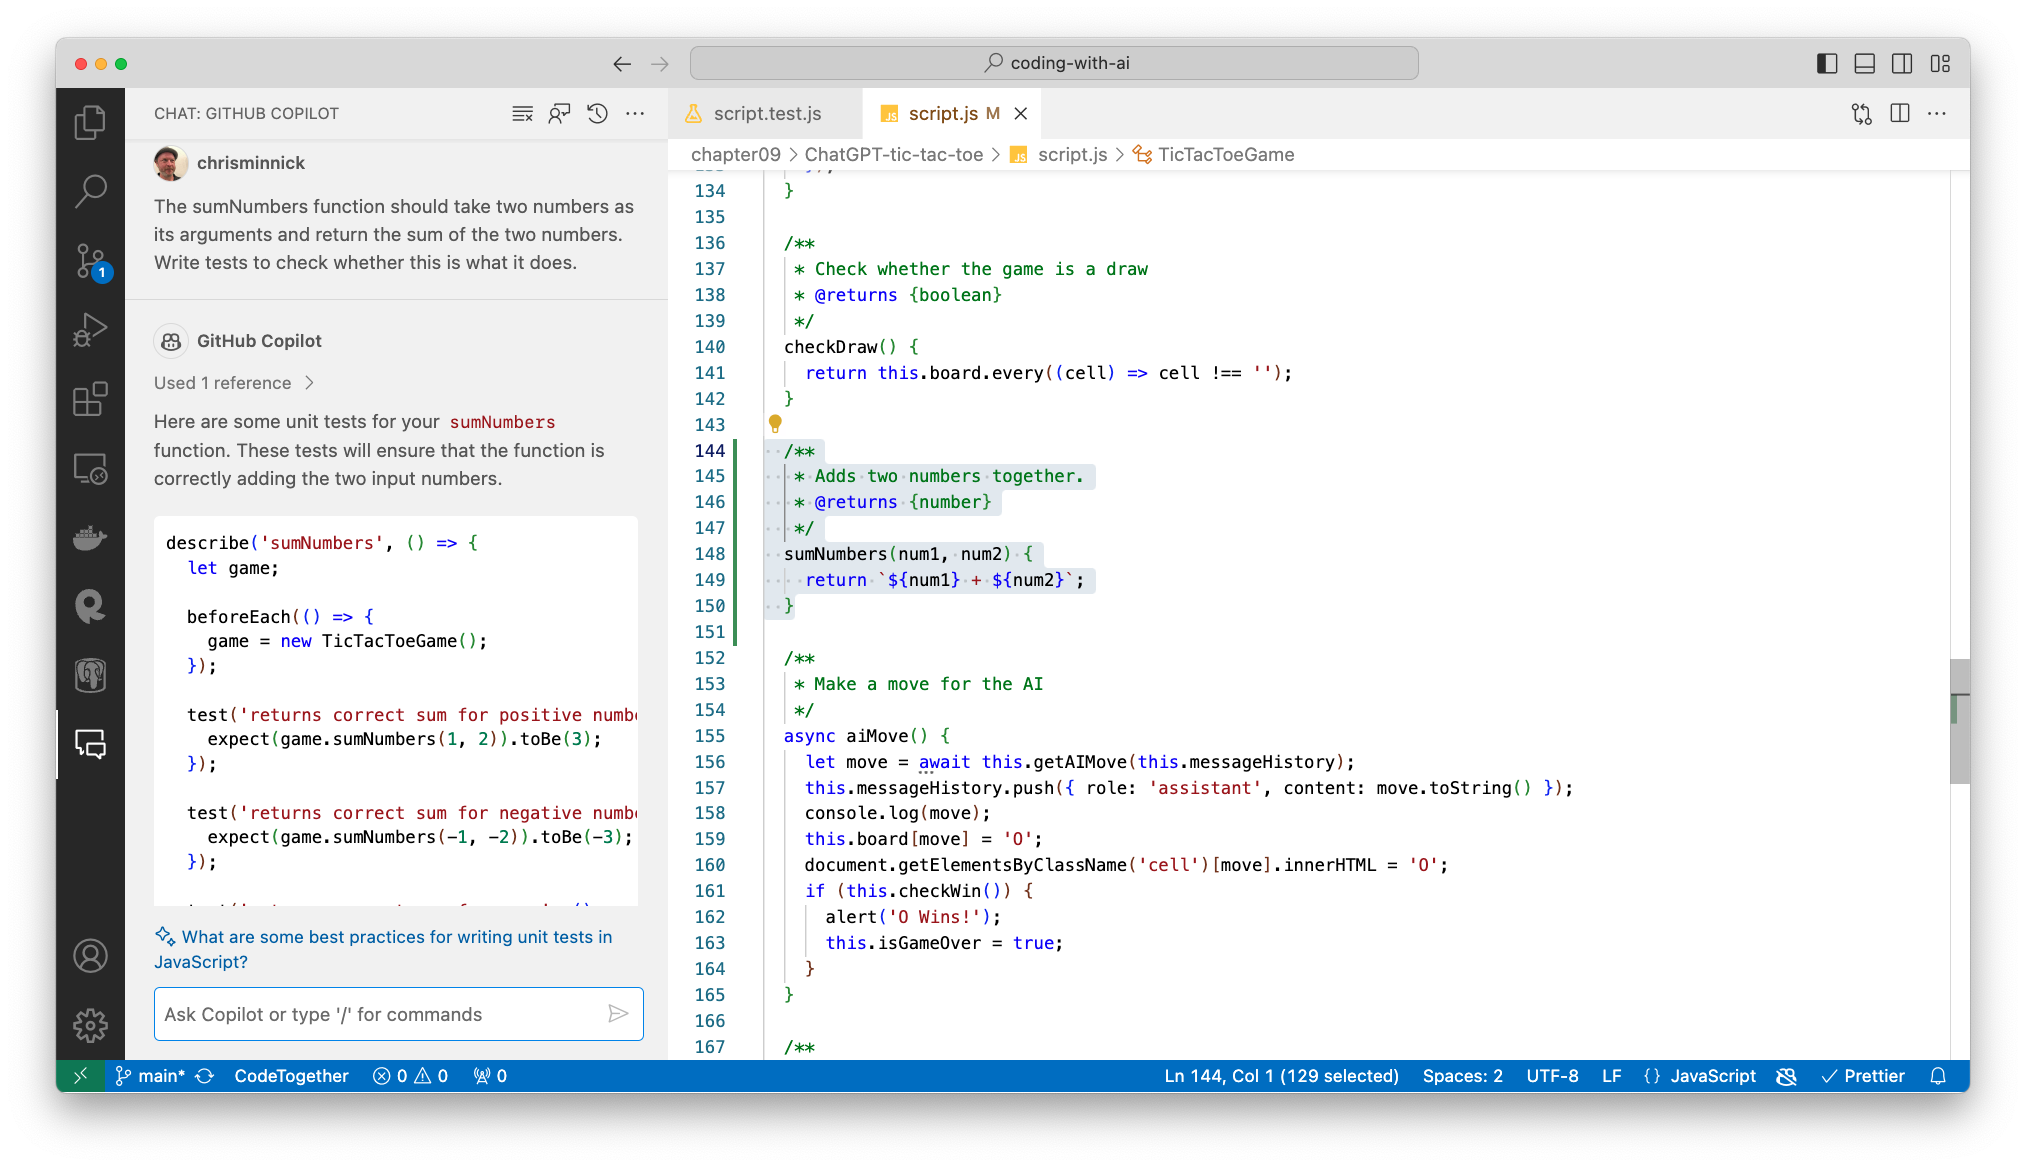 coding-with-ai
CHAT: GITHUB COPILOT
chrisminnick
The sumNumbers function should take two numbers as
its arguments and return the sum of the two numbers.
Write tests to check whether this is what it does.
GitHub Copilot
Used 1 reference
Here are some unit tests for your sumNumbers
function. These tests will ensure that the function is
correctly adding the two input numbers.
describe('sumNumbers', () => {
let game;
beforeEach(() => {
game = new TicTacToeGame();
});
test('returns correct sum for positive numbe
expect(game.sumNumbers(1, 2)).toBe(3);
});
test('returns correct sum for negative numbe
expect(game.sumNumbers(-1, -2)).toBe(-3);
});
What are some best practices for writing unit tests in
JavaScript?
Ask Copilot or type '/' for commands
1
script.test.js
script.js M
chapter09 > ChatGPT-tic-tac-toe > JS script.js > TicTacToeGame
134 }
135
136 /**
137 * Check whether the game is a draw
138 * @returns {boolean}
139 */
140 checkDraw() {
141 return this.board.every((cell) => cell !== '');
142 }
143
144 /**
145 * Adds two numbers together.
146 * @returns {number}
147 */
148 sumNumbers(num1, num2) {
149 return `${num1} + ${num2}`;
150 }
151
152 /**
153 * Make a move for the AI
154 */
155 async aiMove() {
156 let move = await this.getAIMove(this.messageHistory);
157 this.messageHistory.push({ role: 'assistant', content: move.toString() });
158 console.log(move);
159 this.board[move] = 'O';
160 document.getElementsByClassName('cell')[move].innerHTML = 'O';
161 if (this.checkWin()) {
162 alert('O Wins!');
163 this.isGameOver = true;
164 }
165 }
166
167 /**
main* CodeTogether 0 0 0 Ln 144, Col 1 (129 selected) Spaces: 2 UTF-8 LF {} JavaScript Prettier